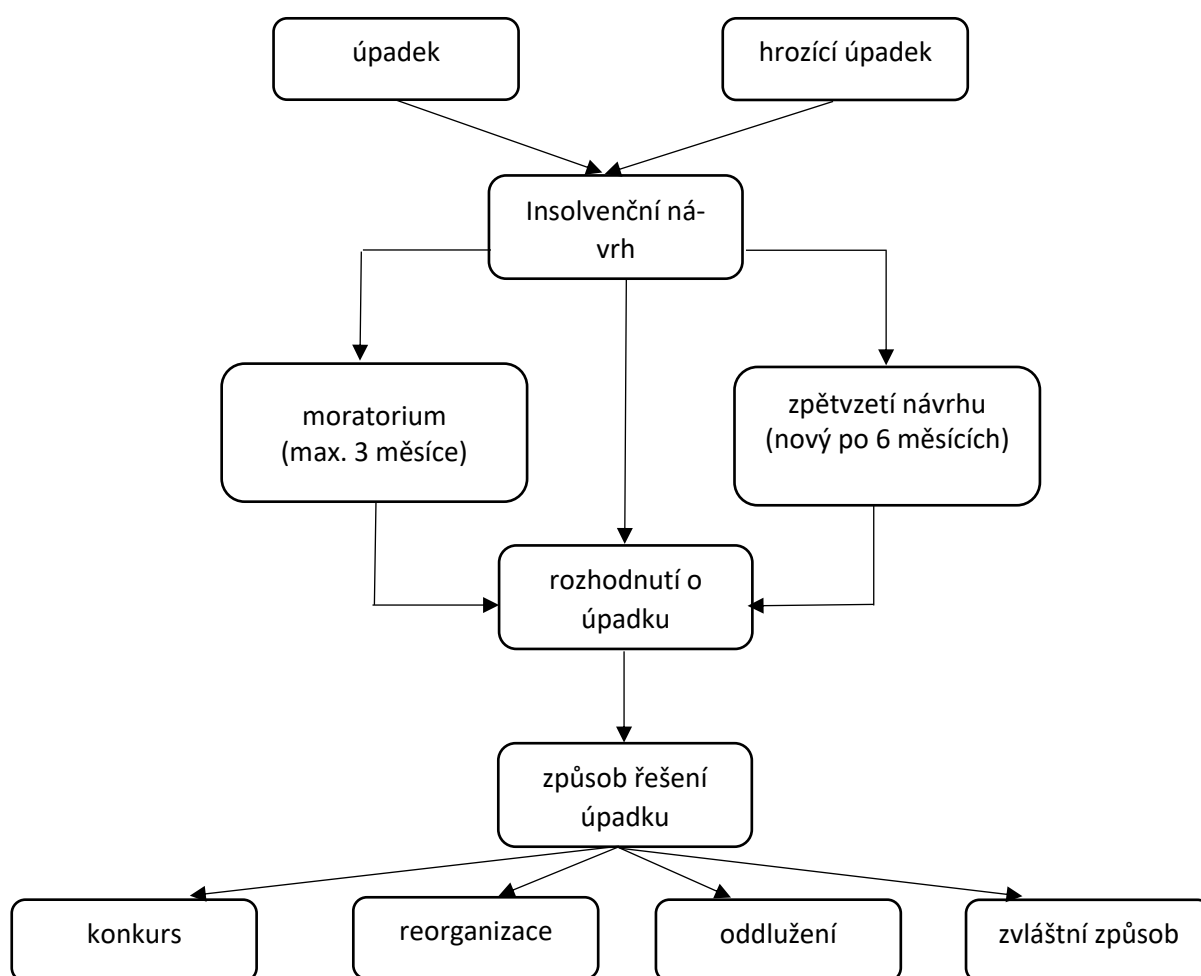 úpadek
hrozící úpadek
Insolvenční ná-
vrh
moratorium
(max. 3 měsíce)
zpětvzetí návrhu
(nový po 6 měsících)
rozhodnutí o
úpadku
způsob řešení
úpadku
konkurs
reorganizace
oddlužení
zvláštní způsob